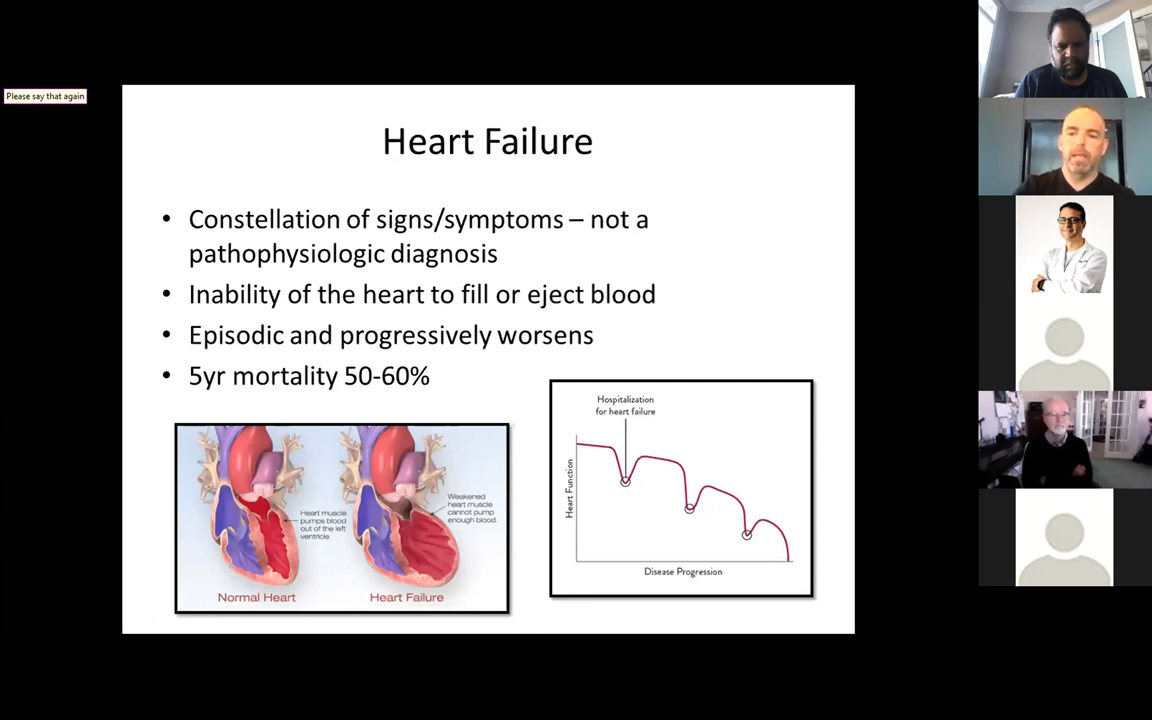 Please say that again
Heart Failure
• Constellation of signs/symptoms – not a
pathophysiologic diagnosis
• Inability of the heart to fill or eject blood
• Episodic and progressively worsens
• 5yr mortality 50-60%
Heart muscle
pumps blood
out of the left
ventricle.
Weakened
heart muscle
cannot pump
enough blood.
Normal Heart
Heart Failure
Hospitalization
for heart failure
Heart Function
Disease Progression